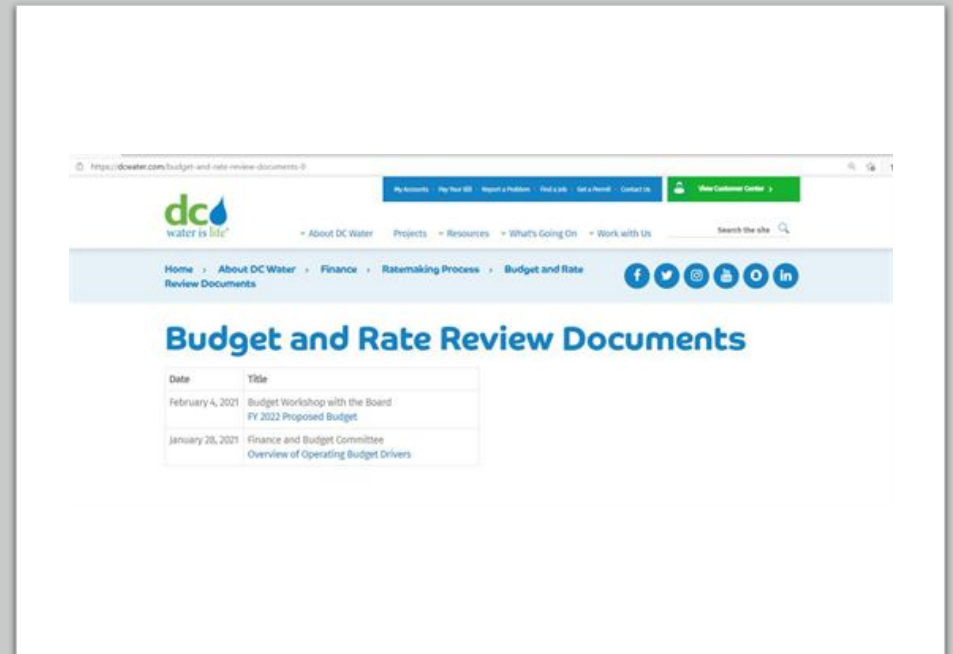 https://dcwater.com/budget-and-rate-review-documents-0
My Accounts Pay Your Bill Report a Problem Find a Job Get a Permit Contact Us
View Customer Center >
dc
water is life®
About DC Water Projects Resources What's Going On Work with Us
Search the site
Home > About DC Water > Finance > Ratemaking Process > Budget and Rate
Review Documents
Budget and Rate Review Documents
Date Title
February 4, 2021 Budget Workshop with the Board
FY 2022 Proposed Budget
January 28, 2021 Finance and Budget Committee
Overview of Operating Budget Drivers